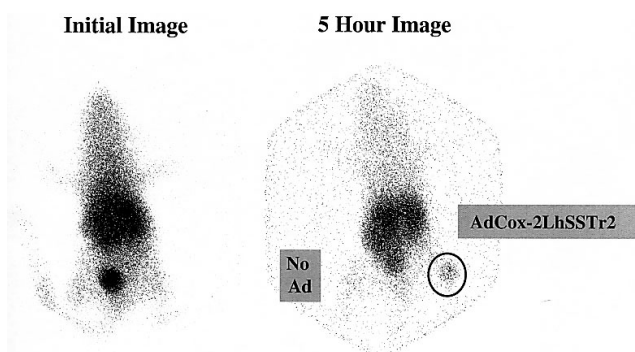 Initial Image
5 Hour Image
AdCox-2LhSSTr2
No
Ad